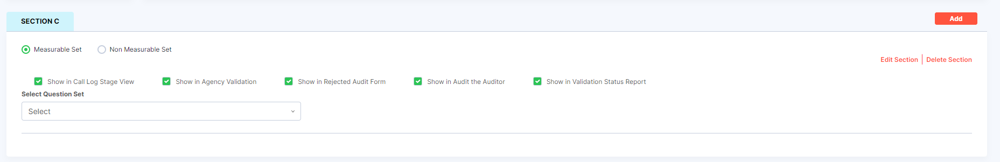 SECTION C
Add
Measurable Set Non Measurable Set
Edit Section Delete Section
Show in Call Log Stage View Show in Agency Validation Show in Rejected Audit Form Show in Audit the Auditor Show in Validation Status Report
Select Question Set
Select